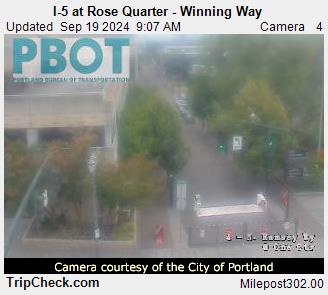 I-5 at Rose Quarter - Winning Way
Updated Sep 19 2024 9:07 AM Camera 4
PBOT
PORTLAND BUREAU OF TRANSPORTATION
Camera courtesy of the City of Portland
TripCheck.com Milepost302.00